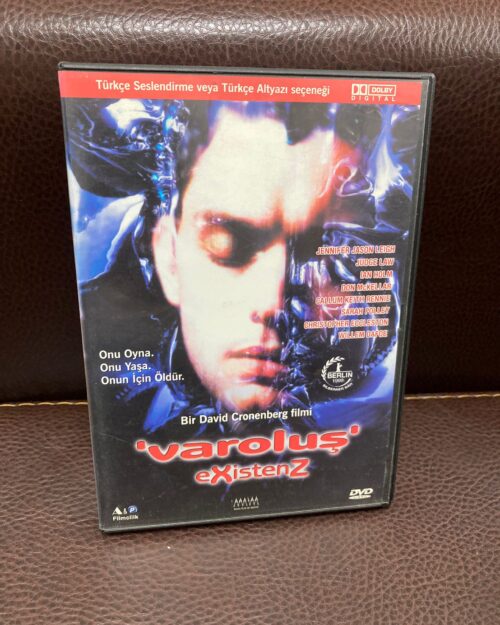 Türkçe Seslendirme veya Türkçe Altyazı seçeneği
DOLBY
DIGITAL
JENNIFER JASON LEIGH
JUDGE LAW
IAN HOLM
DON McKELLAR
CALLUM KEITH RENNIE
SARAH POLLEY
CHRISTOPHER ECCLESTON
WILLEM DAFOE
Onu Oyna.
Onu Yaşa.
Onun İçin Öldür.
BERLIN
1999
Bir David Cronenberg filmi
'varoluş'
eXistenZ
A&P
Filmcilik
DVD